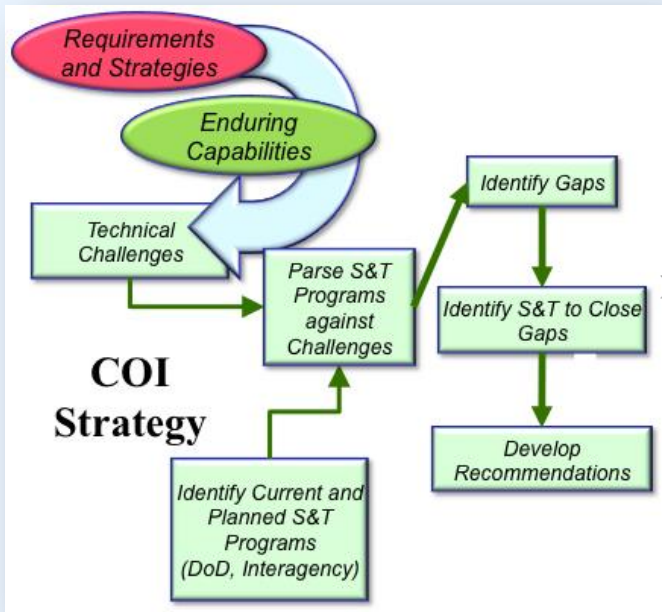 Requirements
and Strategies
Enduring
Capabilities
Technical
Challenges
Parse S&T
Programs
against
Challenges
Identify Gaps
Identify S&T to Close
Gaps
Develop
Recommendations
COI
Strategy
Identify Current and
Planned S&T
Programs
(DoD, Interagency)